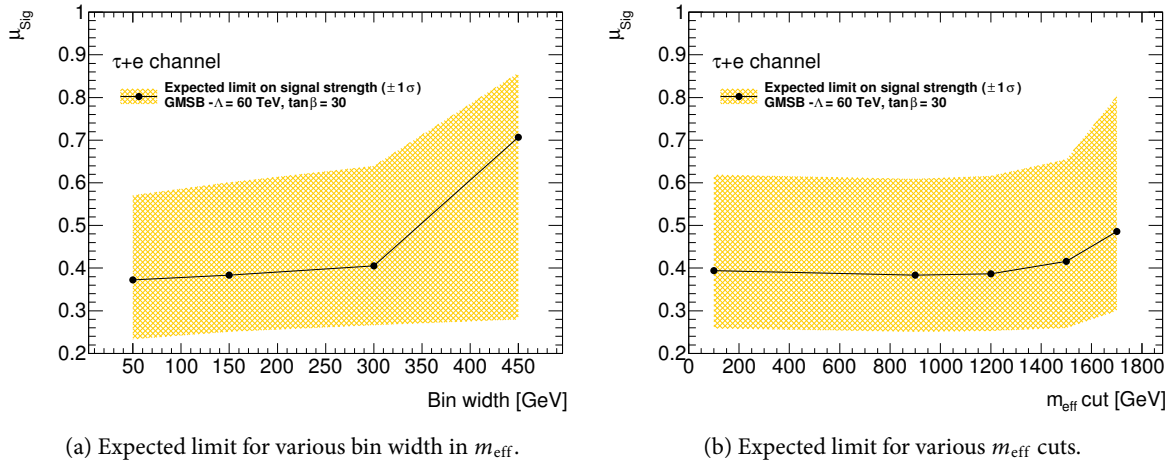 μSig
1
0.9
0.8
0.7
0.6
0.5
0.4
0.3
0.2
τ+e channel
Expected limit on signal strength (±1σ)
GMSB -Λ = 60 TeV, tanβ = 30
50 100 150 200 250 300 350 400 450
Bin width [GeV]
(a) Expected limit for various bin width in meff.
μSig
1
0.9
0.8
0.7
0.6
0.5
0.4
0.3
0.2
τ+e channel
Expected limit on signal strength (±1σ)
GMSB -Λ = 60 TeV, tanβ = 30
0 200 400 600 800 1000 1200 1400 1600 1800
meff cut [GeV]
(b) Expected limit for various meff cuts.